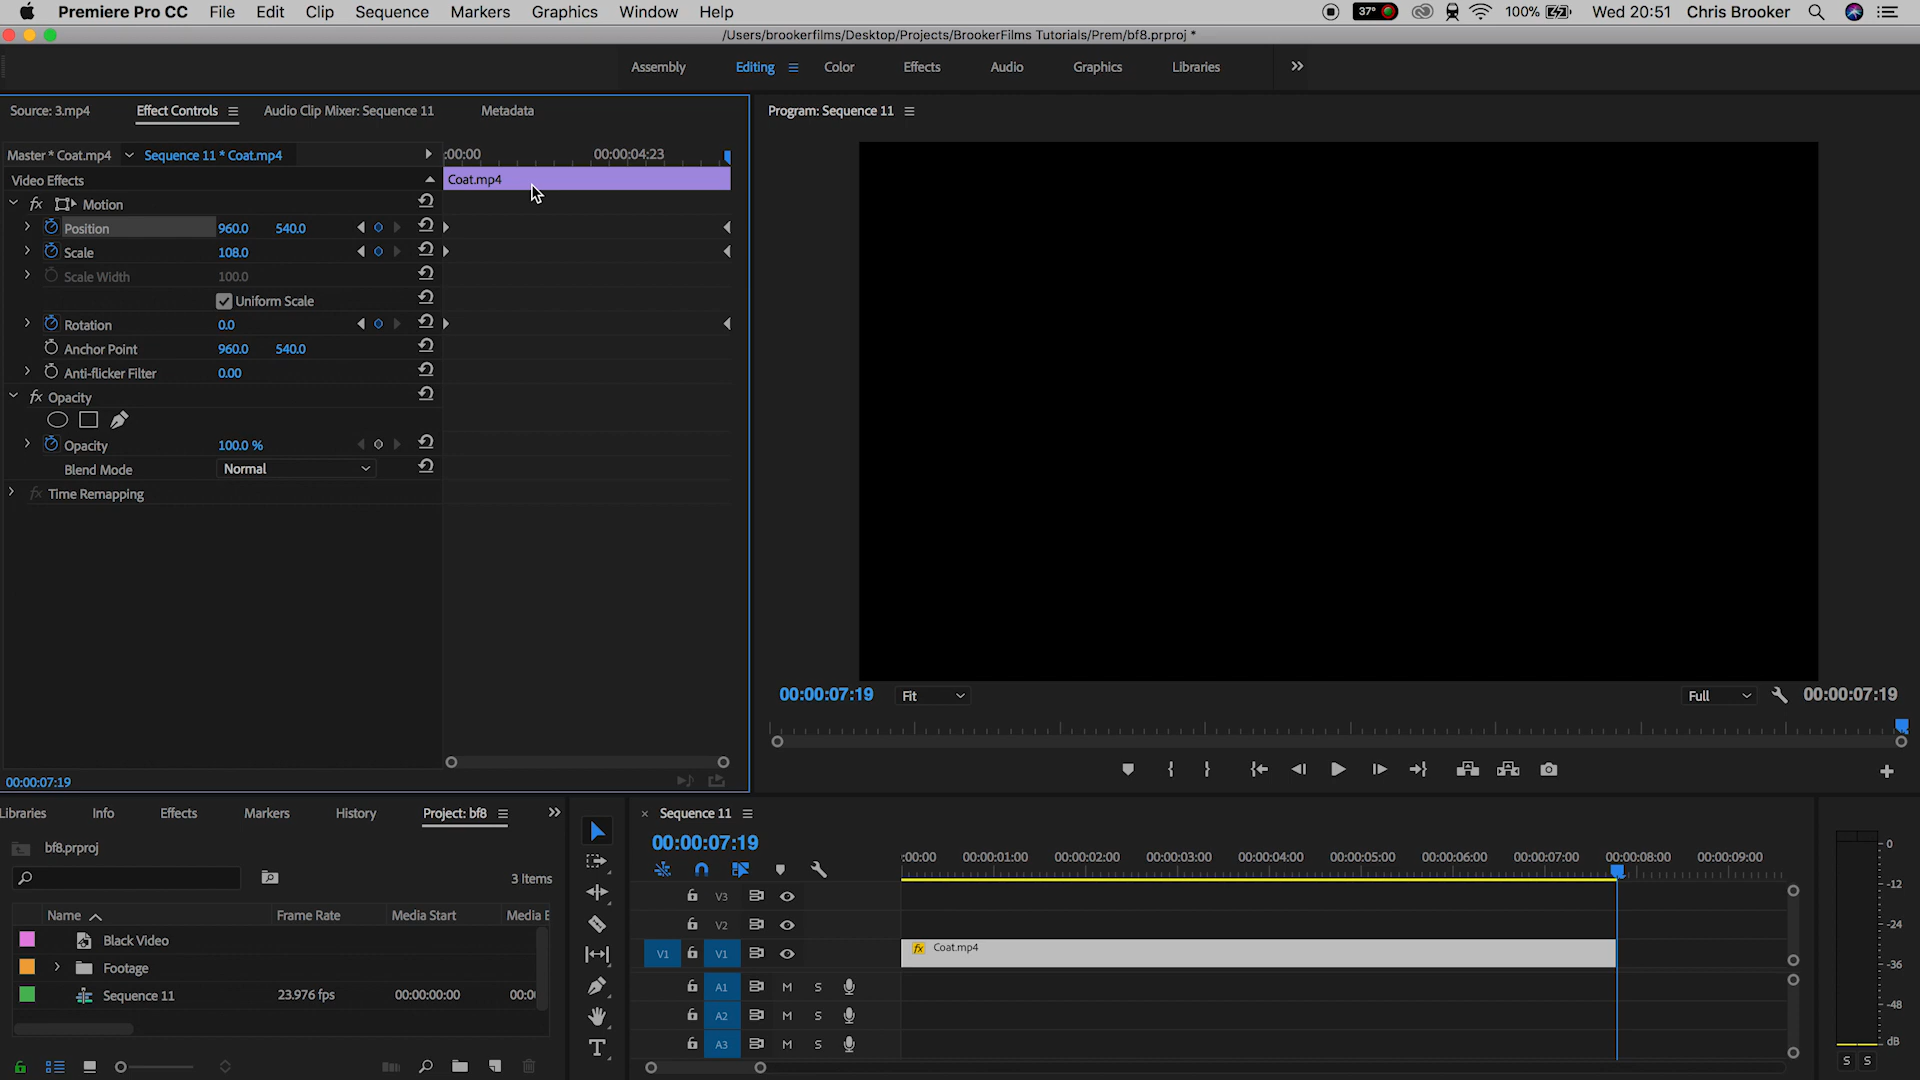 Premiere Pro CC File Edit Clip Sequence Markers Graphics Window Help 37° 100% Wed 20:51 Chris Brooker
/Users/brookerfilms/Desktop/Projects/BrookerFilms Tutorials/Prem/bf8.prproj *
Assembly Editing Color Effects Audio Graphics Libraries
Source: 3.mp4 Effect Controls Audio Clip Mixer: Sequence 11 Metadata
Master * Coat.mp4 Sequence 11 * Coat.mp4 :00:00 00:00:04:23
Video Effects Coat.mp4
fx Motion
Position 960.0 540.0
Scale 108.0
Scale Width 100.0
Uniform Scale
Rotation 0.0
Anchor Point 960.0 540.0
Anti-flicker Filter 0.00
fx Opacity
Opacity 100.0 %
Blend Mode Normal
fx Time Remapping
00:00:07:19
Program: Sequence 11
00:00:07:19 Fit Full 00:00:07:19
Libraries Info Effects Markers History Project: bf8
bf8.prproj
3 Items
Name Frame Rate Media Start Media E
Black Video
Footage
Sequence 11 23.976 fps 00:00:00:00 00:0
Sequence 11
00:00:07:19
:00:00 00:00:01:00 00:00:02:00 00:00:03:00 00:00:04:00 00:00:05:00 00:00:06:00 00:00:07:00 00:00:08:00 00:00:09:00
V3
V2
V1 V1 fx Coat.mp4
A1 M S
A2 M S
A3 M S
0
-12
-24
-36
-48
dB
S S